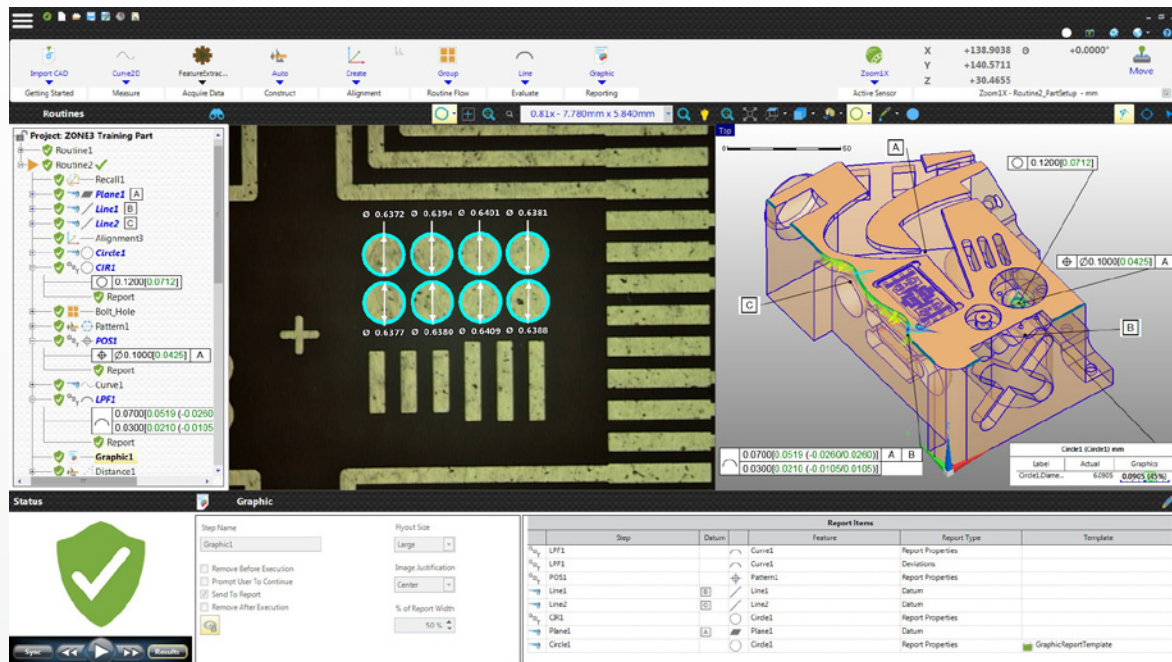 Import CAD
Curve2D
FeatureExtrac...
Auto
Create
Group
Line
Graphic
Zoom1X
X +138.9038 θ +0.0000°
Y +140.5711
Z +30.4655
Move
Getting Started
Measure
Acquire Data
Construct
Alignment
Routine Flow
Evaluate
Reporting
Active Sensor
Zoom1X - Routine2_PartSetup - mm
Routines
0.81x - 7.780mm x 5.840mm
Project: ZONE3 Training Part
Routine1
Routine2
Recall1
Plane1 A
Line1 B
Line2 C
Alignment3
Circle1
CIR1
0.1200[0.0712]
Report
Bolt_Hole
Pattern1
POS1
Ø0.1000[0.0425] A
Report
Curve1
LPF1
0.0700[0.0519 (-0.0260
0.0300[0.0210 (-0.0105
Report
Graphic1
Distance1
Ø 0.6372 Ø 0.6394 Ø 0.6401 Ø 0.6381
Ø 0.6377 Ø 0.6380 Ø 0.6409 Ø 0.6388
Top
0 50
A
0.1200[0.0712]
Ø0.1000[0.0425] A
C
B
0.0700[0.0519 (-0.0260/0.0260)] A B
0.0300[0.0210 (-0.0105/0.0105)]
Circle1 (Circle1) mm
Label Actual Graphics
Circle1.Diame... 6.0905 0.0905 (45%)
Status
Graphic
Step Name
Graphic1
Remove Before Execution
Prompt User To Continue
Send To Report
Remove After Execution
Flyout Size
Large
Image Justification
Center
% of Report Width
50 %
Sync
Results
Report Items
Step Datum Feature Report Type Template
LPF1 Curve1 Report Properties
LPF1 Curve1 Deviations
POS1 Pattern1 Report Properties
Line1 B Line1 Datum
Line2 C Line2 Datum
CIR1 Circle1 Report Properties
Plane1 A Plane1 Datum
Circle1 Circle1 Report Properties GraphicReportTemplate